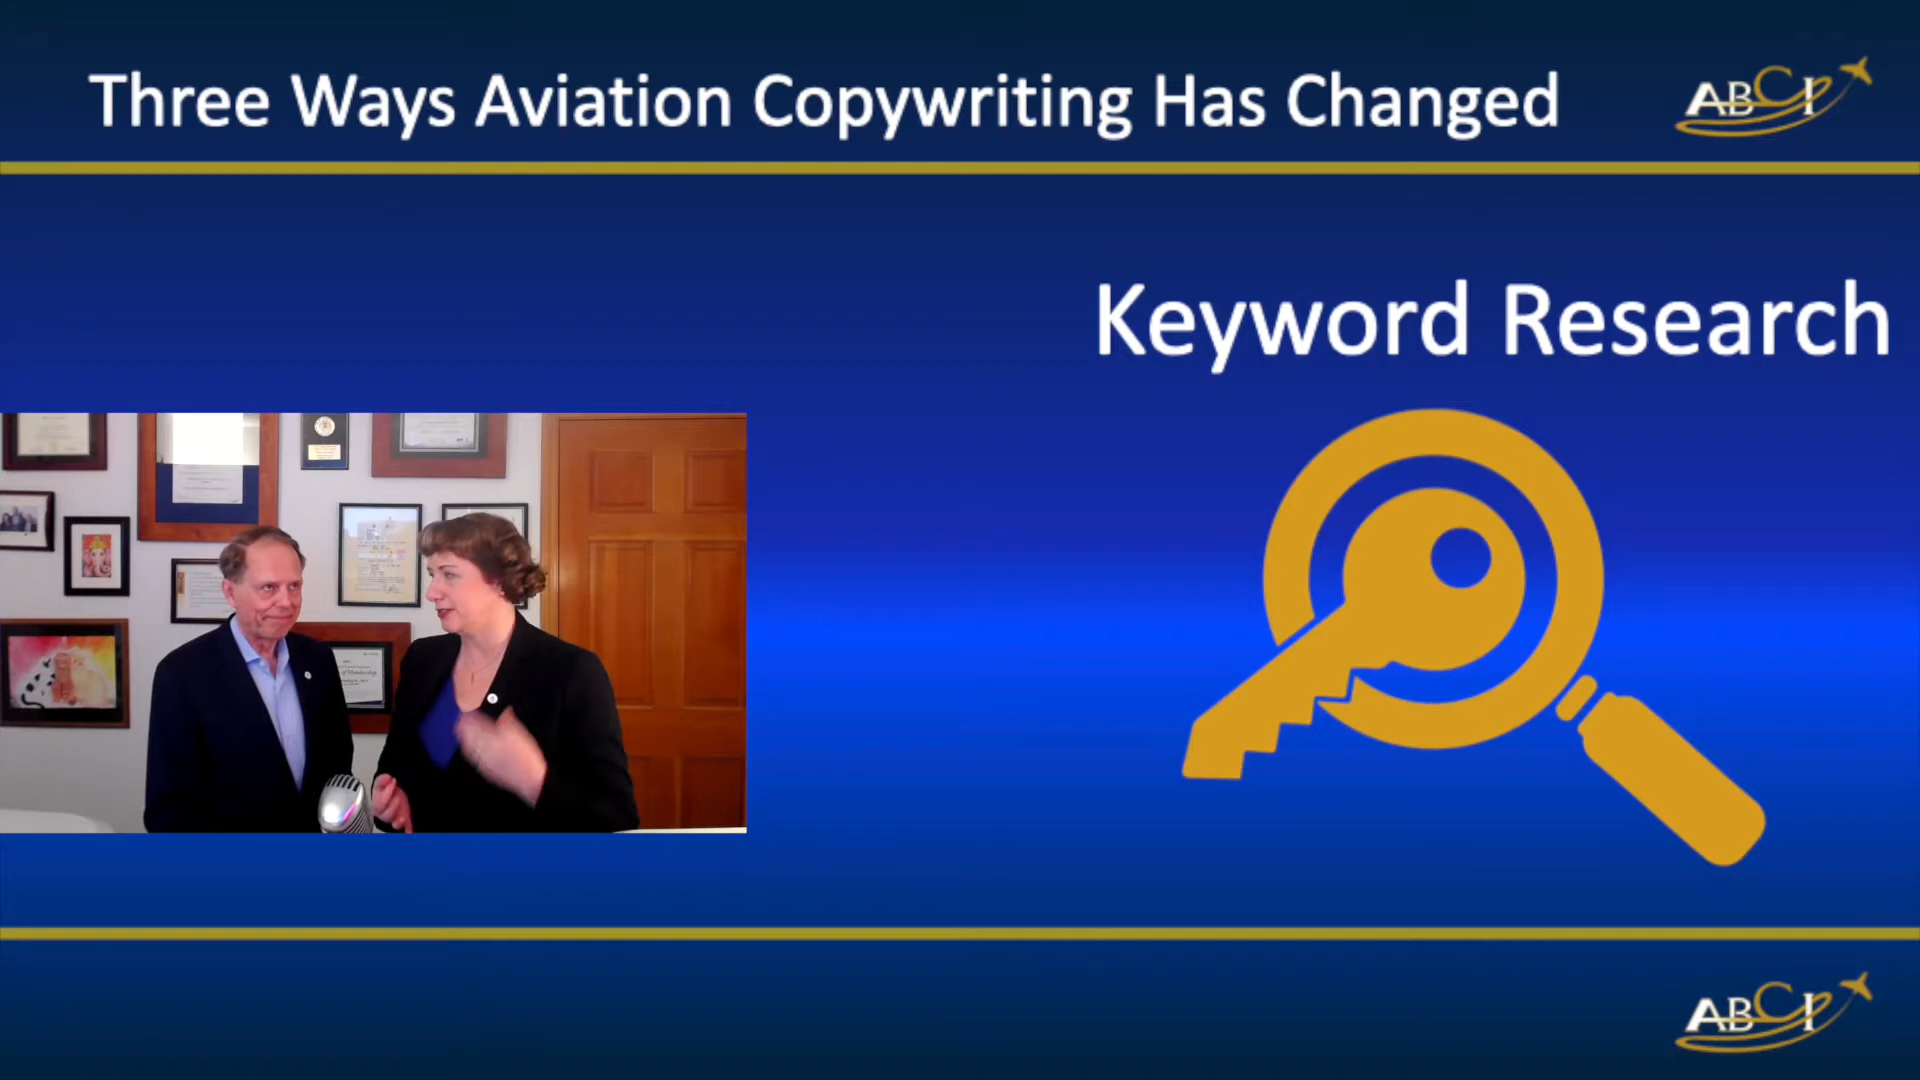 Three Ways Aviation Copywriting Has Changed
ABCI
Keyword Research
ABCI